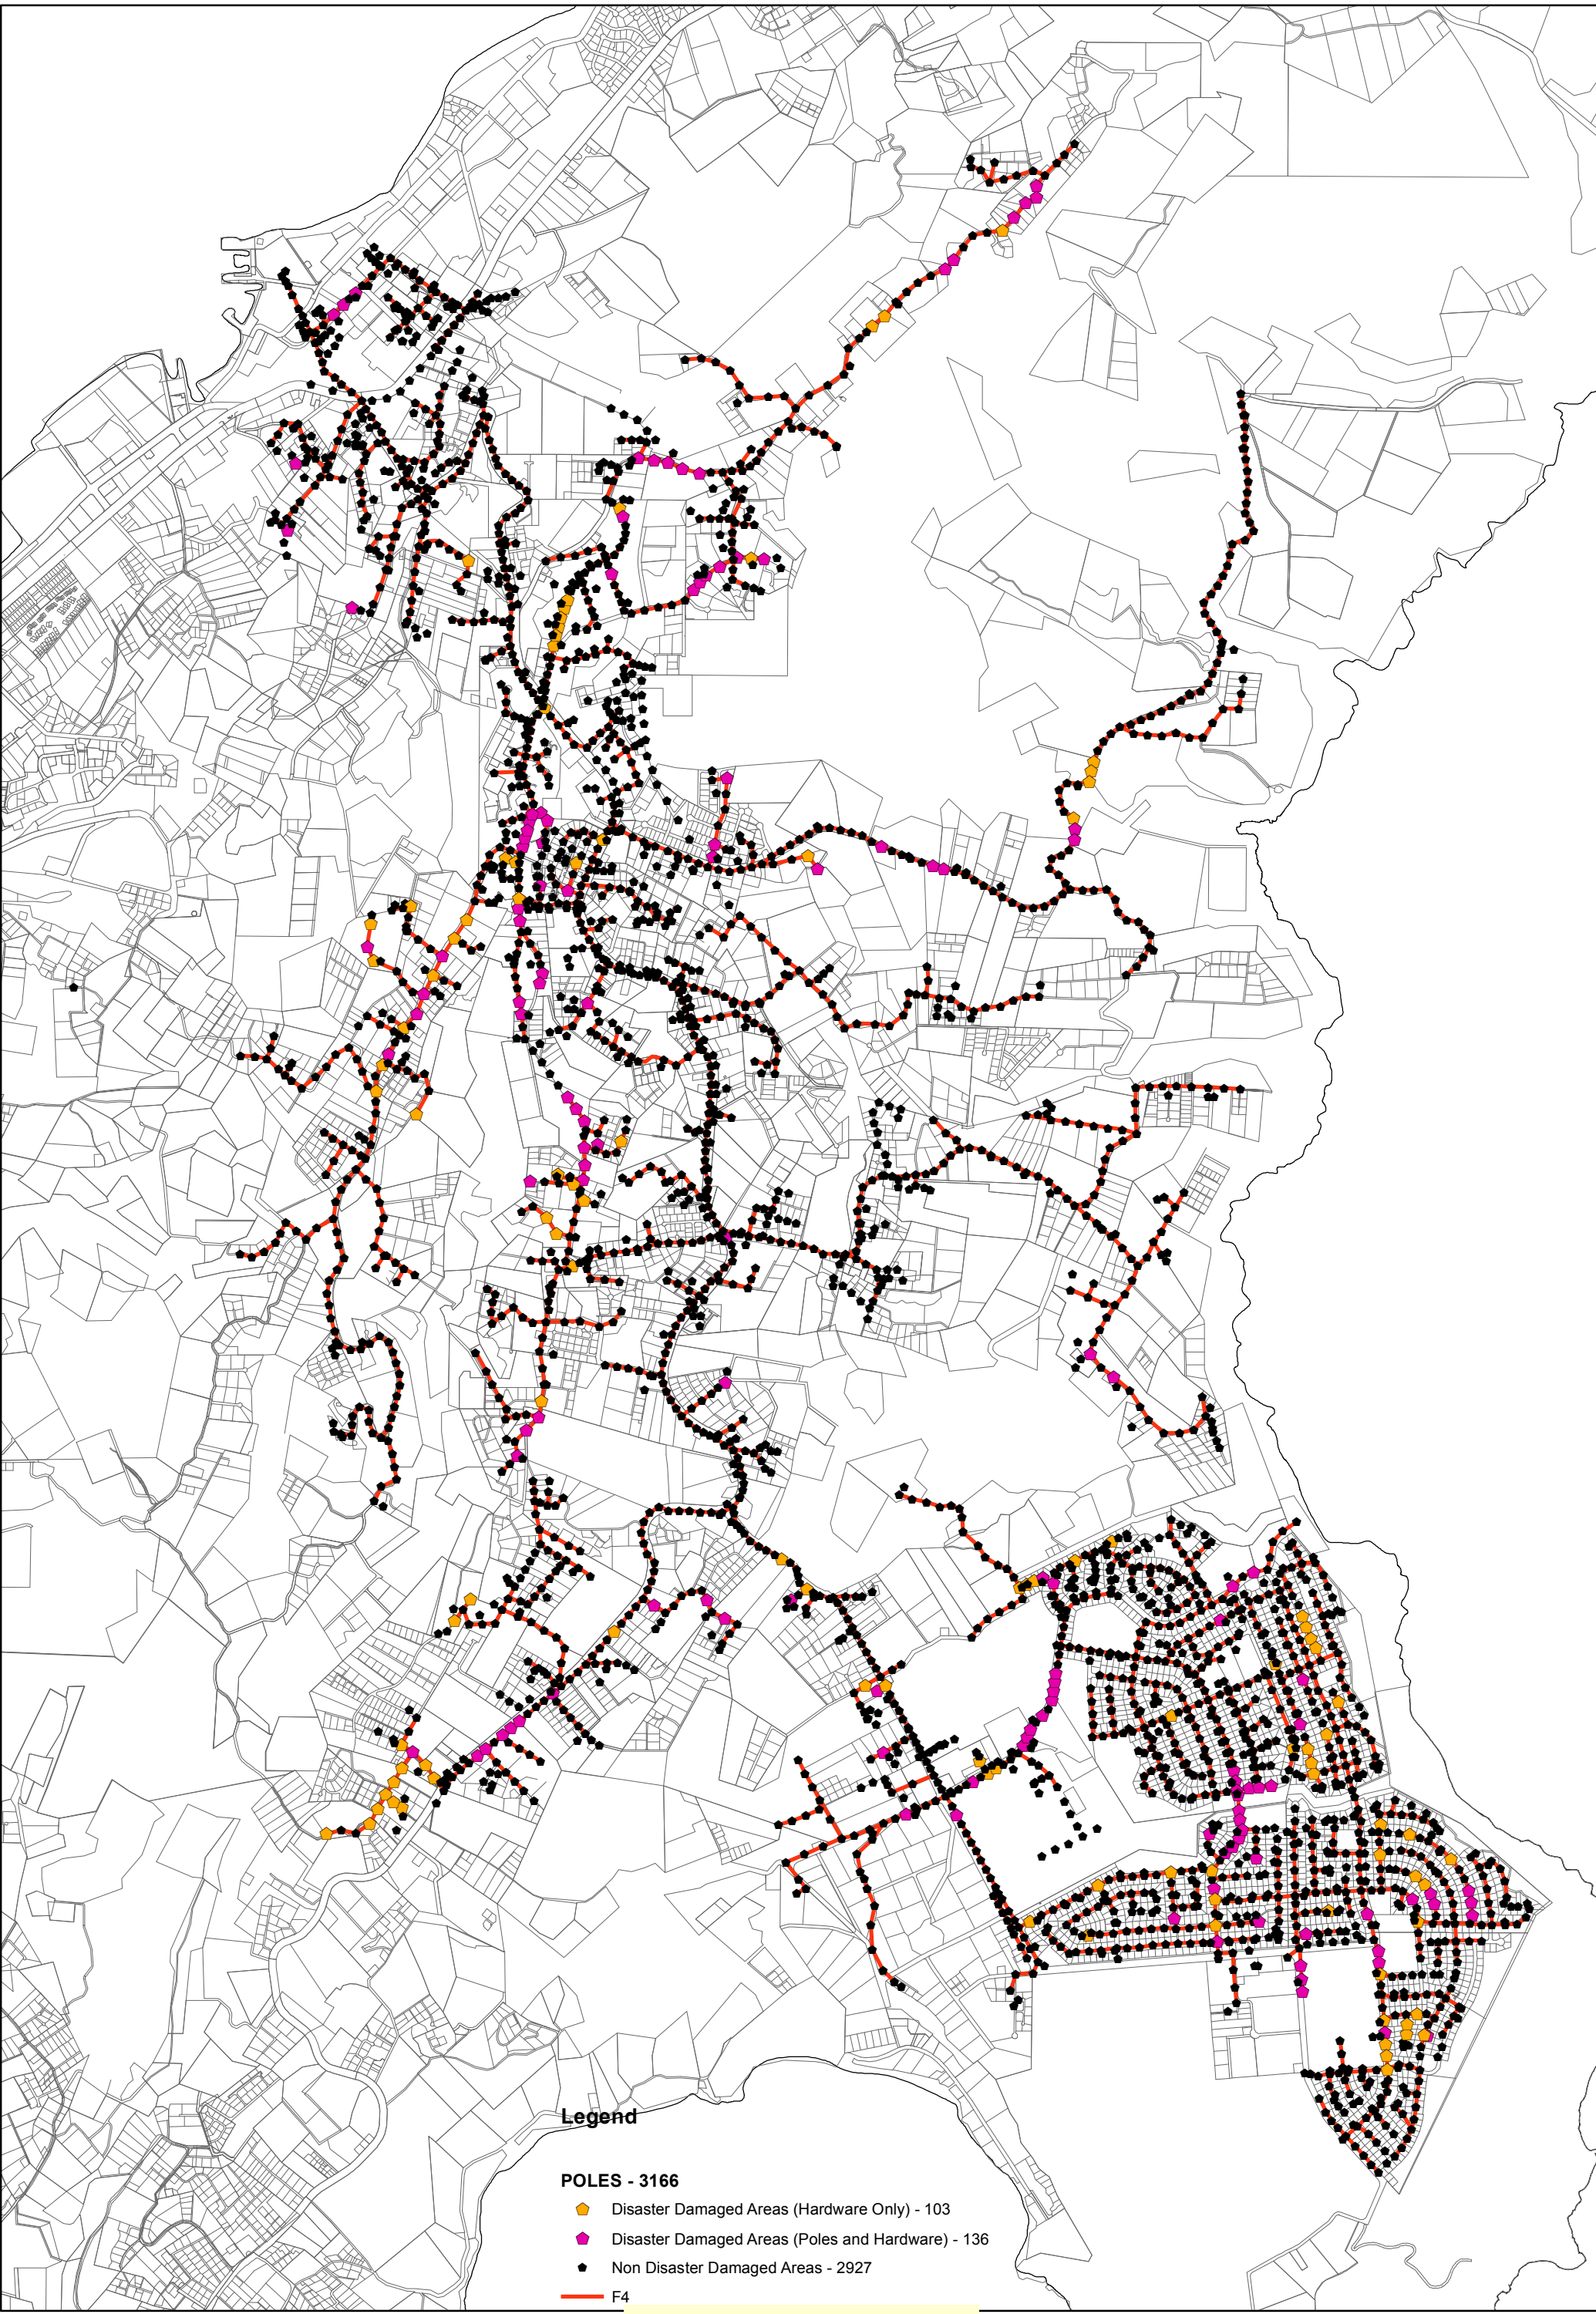 Legend
POLES - 3166
Disaster Damaged Areas (Hardware Only) - 103
Disaster Damaged Areas (Poles and Hardware) - 136
Non Disaster Damaged Areas - 2927
F4